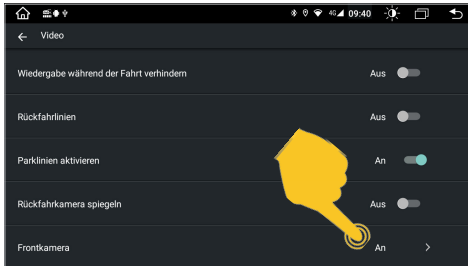 4G 09:40
Video
Wiedergabe während der Fahrt verhindern Aus
Rückfahrlinien Aus
Parklinien aktivieren An
Rückfahrkamera spiegeln Aus
Frontkamera An